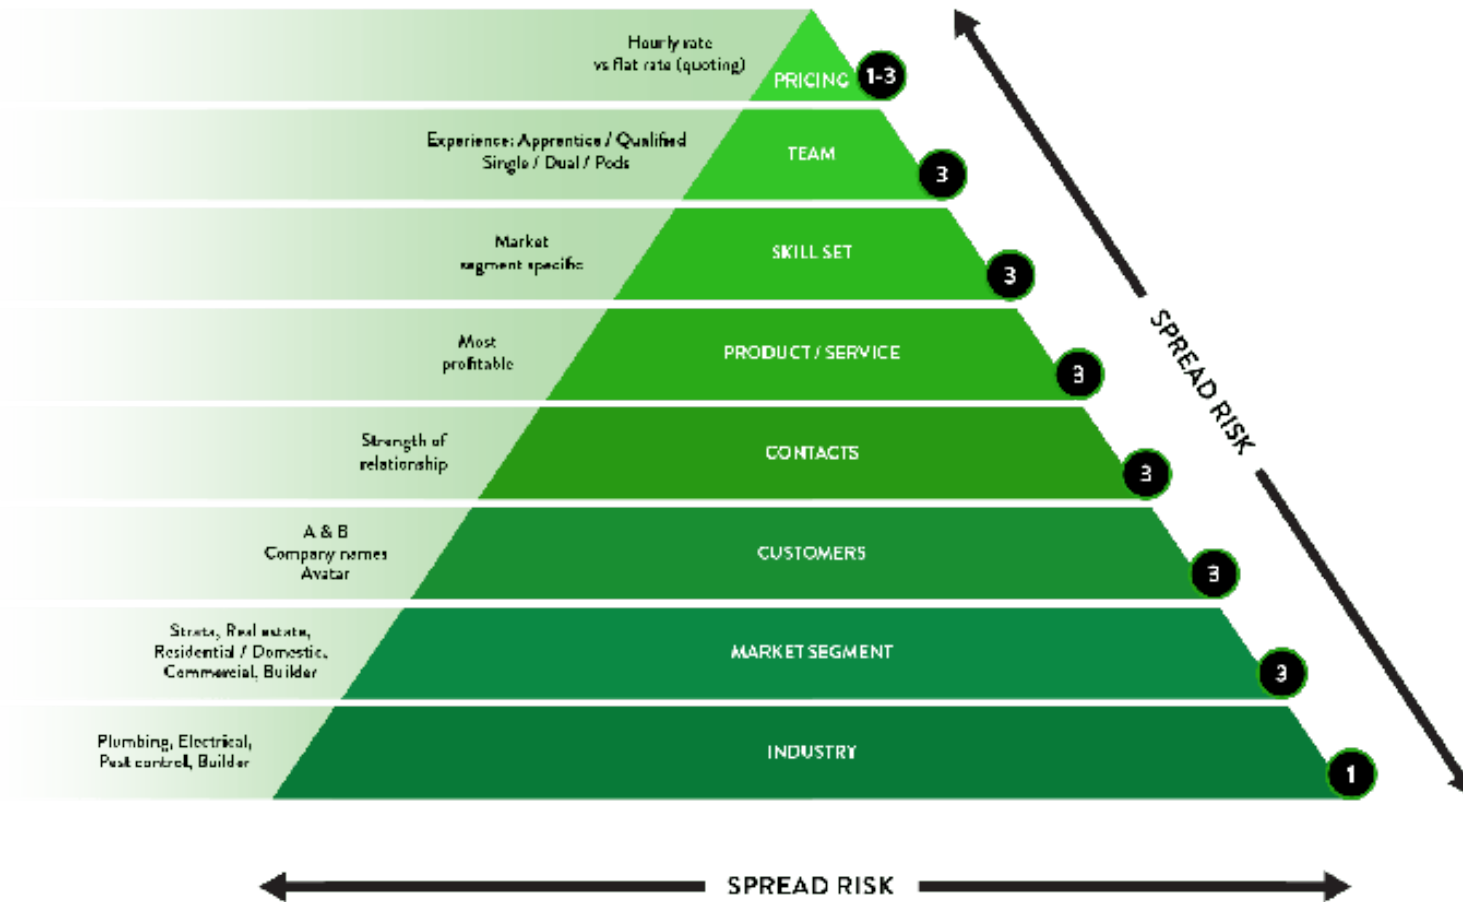 Hourly rate
vs flat rate (quoting)
PRICING
1-3
Experience: Apprentice / Qualified
Single / Dual / Pods
TEAM
3
Market
segment specific
SKILL SET
3
Most
profitable
PRODUCT / SERVICE
3
Strength of
relationship
CONTACTS
3
A & B
Company names
Avatar
CUSTOMERS
3
Strata, Real estate,
Residential / Domestic,
Commercial, Builder
MARKET SEGMENT
3
Plumbing, Electrical,
Pest control, Builder
INDUSTRY
1
SPREAD RISK
SPREAD RISK